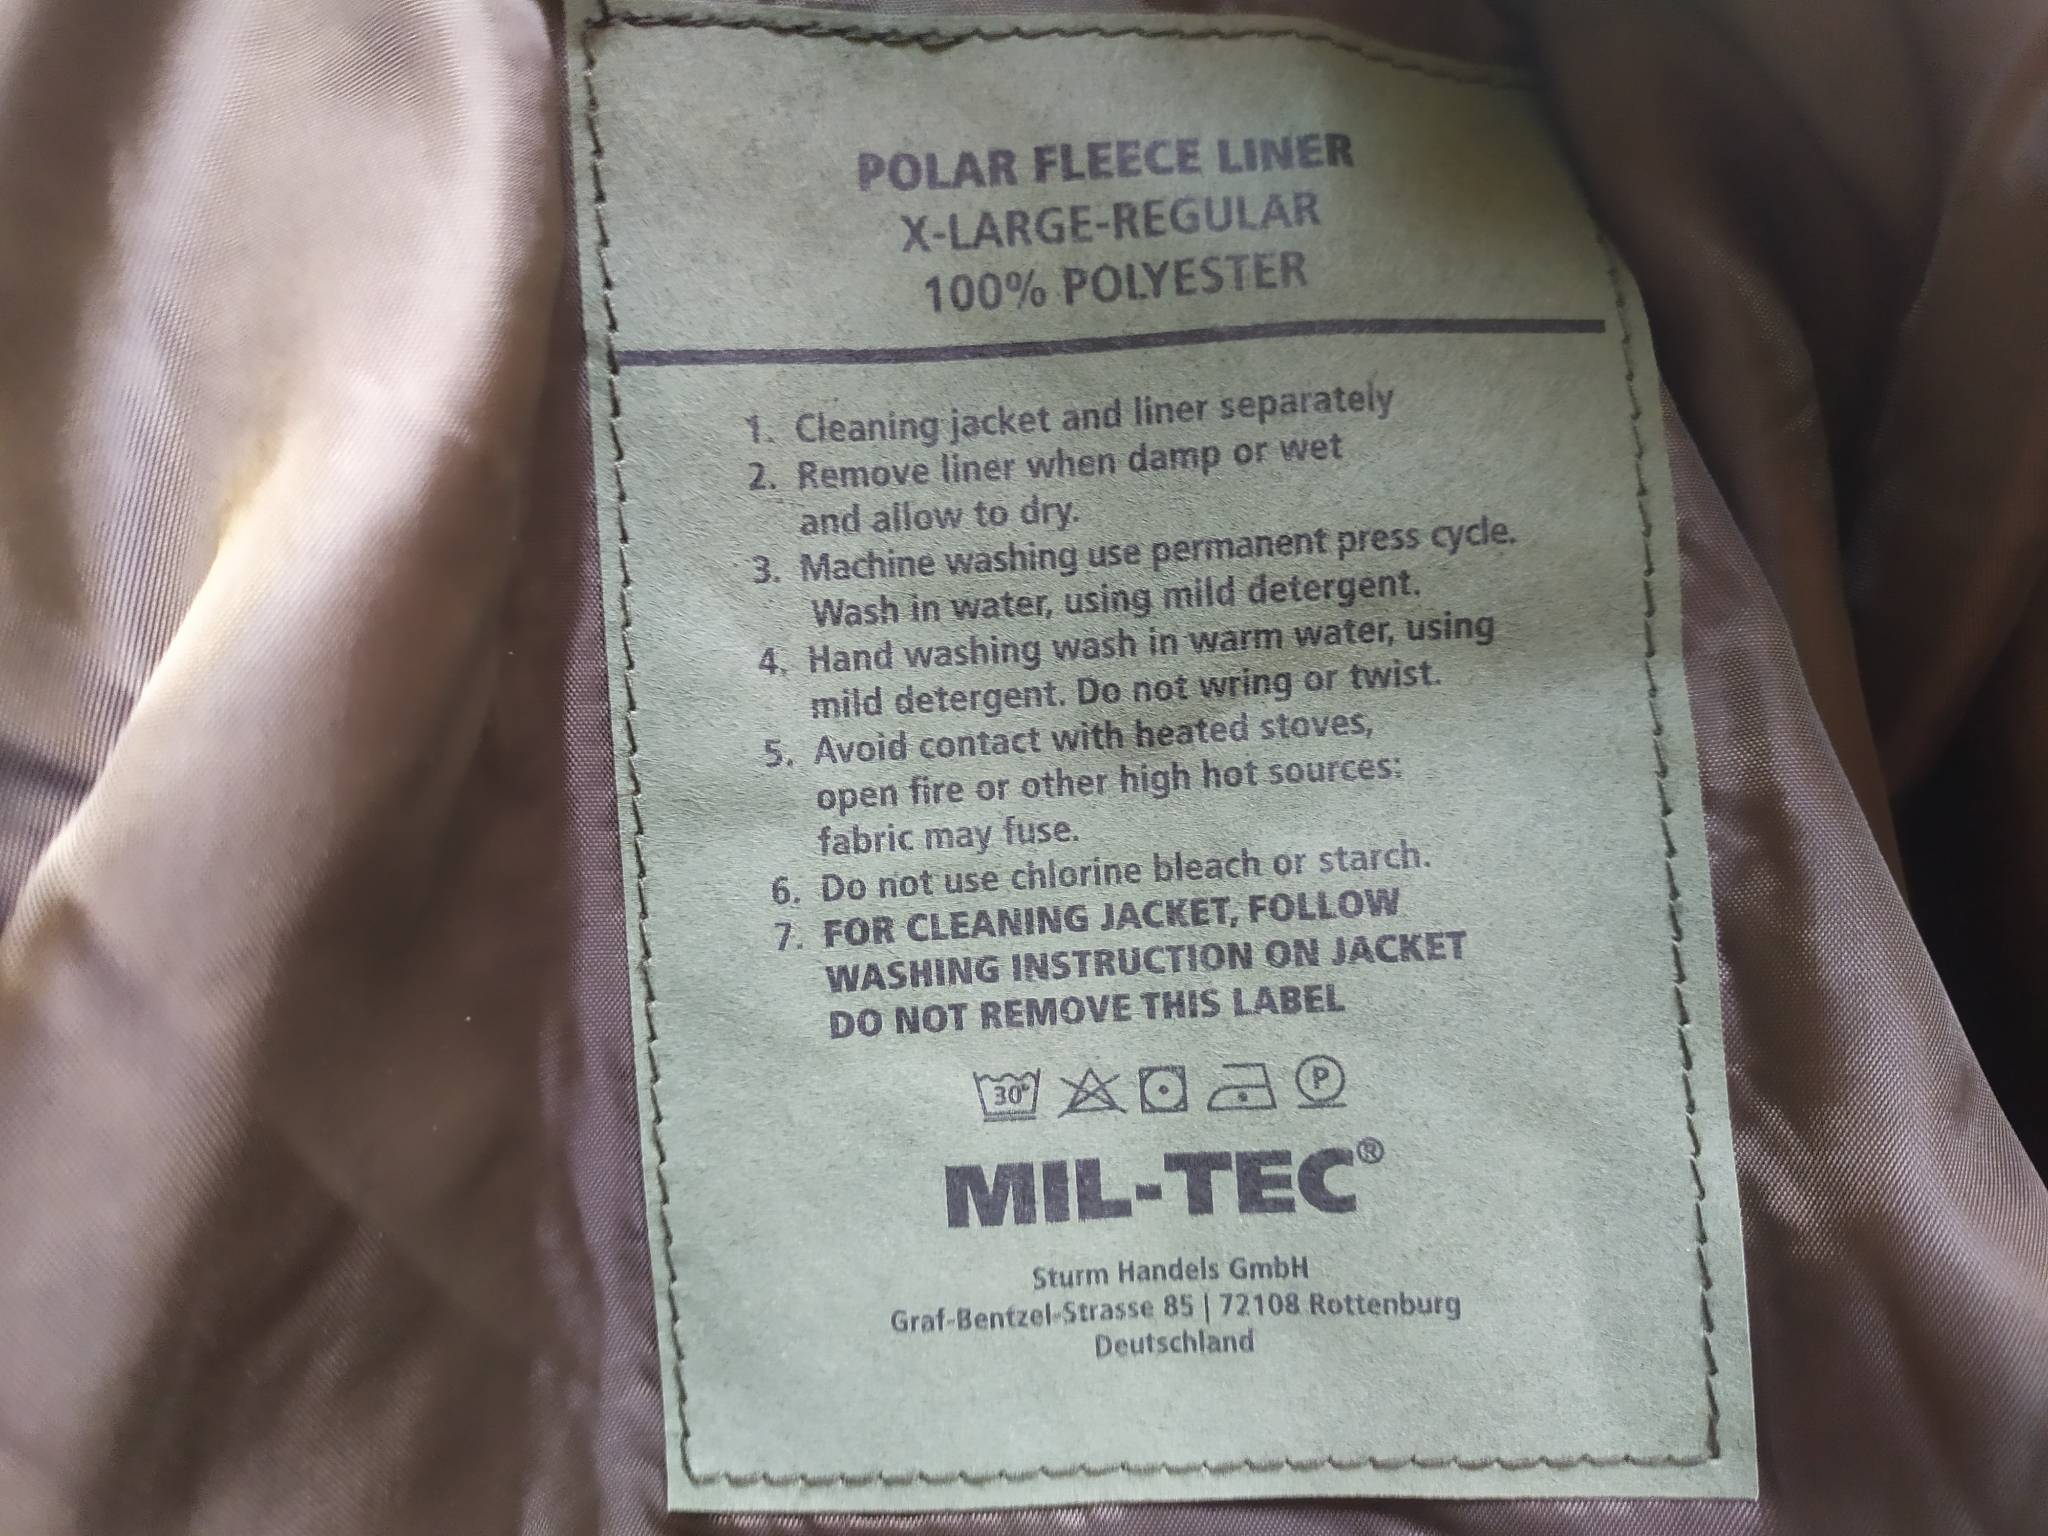 POLAR FLEECE LINER
X-LARGE-REGULAR
100% POLYESTER
1. Cleaning jacket and liner separately
2. Remove liner when damp or wet
and allow to dry.
3. Machine washing use permanent press cycle.
Wash in water, using mild detergent.
4. Hand washing wash in warm water, using
mild detergent. Do not wring or twist.
5. Avoid contact with heated stoves,
open fire or other high hot sources:
fabric may fuse.
6. Do not use chlorine bleach or starch.
7. FOR CLEANING JACKET, FOLLOW
WASHING INSTRUCTION ON JACKET
DO NOT REMOVE THIS LABEL
30° P
MIL-TEC®
Sturm Handels GmbH
Graf-Bentzel-Strasse 85 | 72108 Rottenburg
Deutschland